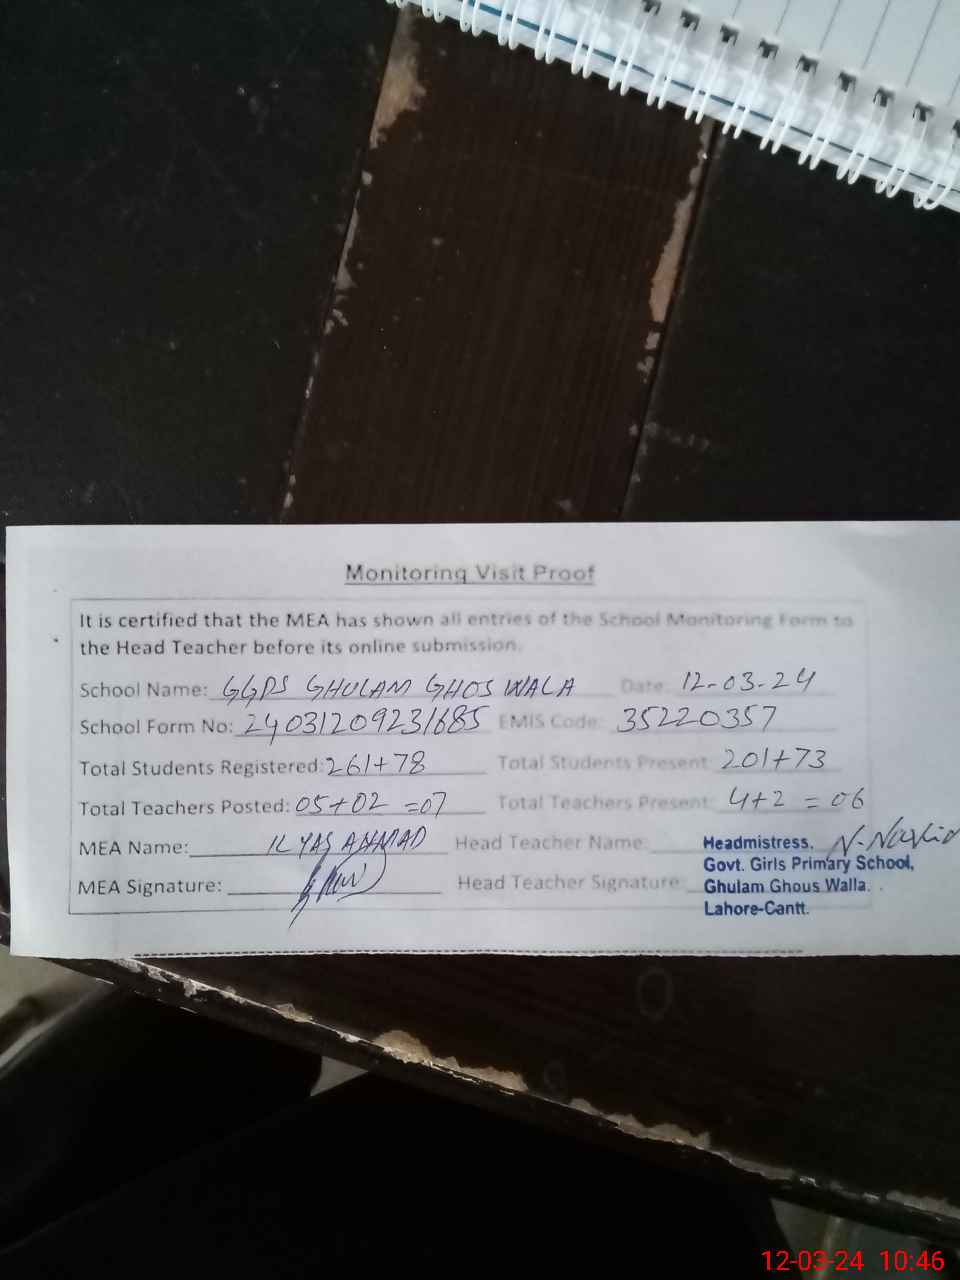 Monitoring Visit Proof
It is certified that the MEA has shown all entries of the School Monitoring Form to
the Head Teacher before its online submission.
School Name: GGPS GHULAM GHOS WALA Date: 12-03-24
School Form No: 24031209231685 EMIS Code: 35220357
Total Students Registered: 261+78 Total Students Present: 201+73
Total Teachers Posted: 05+02 =07 Total Teachers Present: 4+2 = 06
MEA Name: ILYAS AHMAD Head Teacher Name: Headmistress,
Govt. Girls Primary School,
MEA Signature: Head Teacher Signature: Ghulam Ghous Walla.
Lahore-Cantt.
12-03-24 10:46